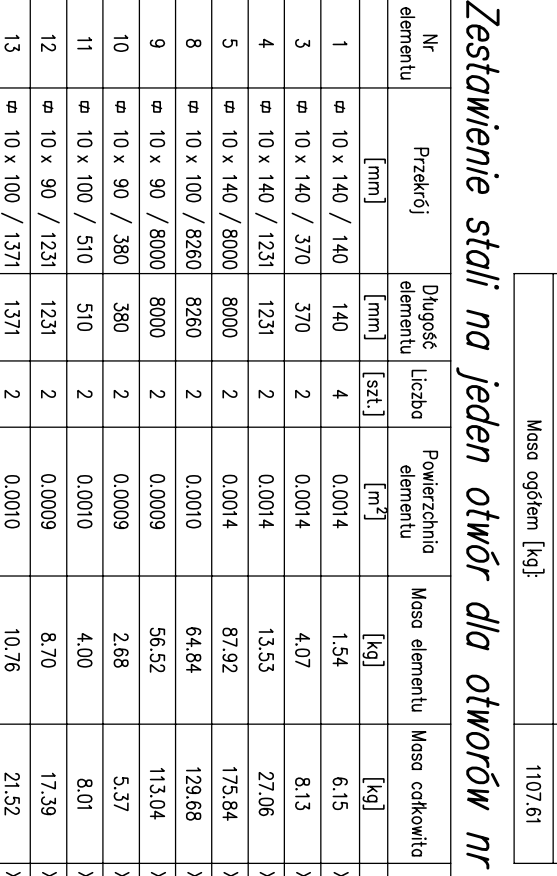 Masa ogółem [kg]: 1107.61
Zestawienie stali na jeden otwór dla otworów nr
Nr elementu Przekrój Długość elementu Liczba Powierzchnia elementu Masa elementu Masa całkowita
[mm] [mm] [szt.] [m²] [kg] [kg]
1 10 x 140 / 140 140 4 0.0014 1.54 6.15
3 10 x 140 / 370 370 2 0.0014 4.07 8.13
4 10 x 140 / 1231 1231 2 0.0014 13.53 27.06
5 10 x 140 / 8000 8000 2 0.0014 87.92 175.84
8 10 x 100 / 8260 8260 2 0.0010 64.84 129.68
9 10 x 90 / 8000 8000 2 0.0009 56.52 113.04
10 10 x 90 / 380 380 2 0.0009 2.68 5.37
11 10 x 100 / 510 510 2 0.0010 4.00 8.01
12 10 x 90 / 1231 1231 2 0.0009 8.70 17.39
13 10 x 100 / 1371 1371 2 0.0010 10.76 21.52